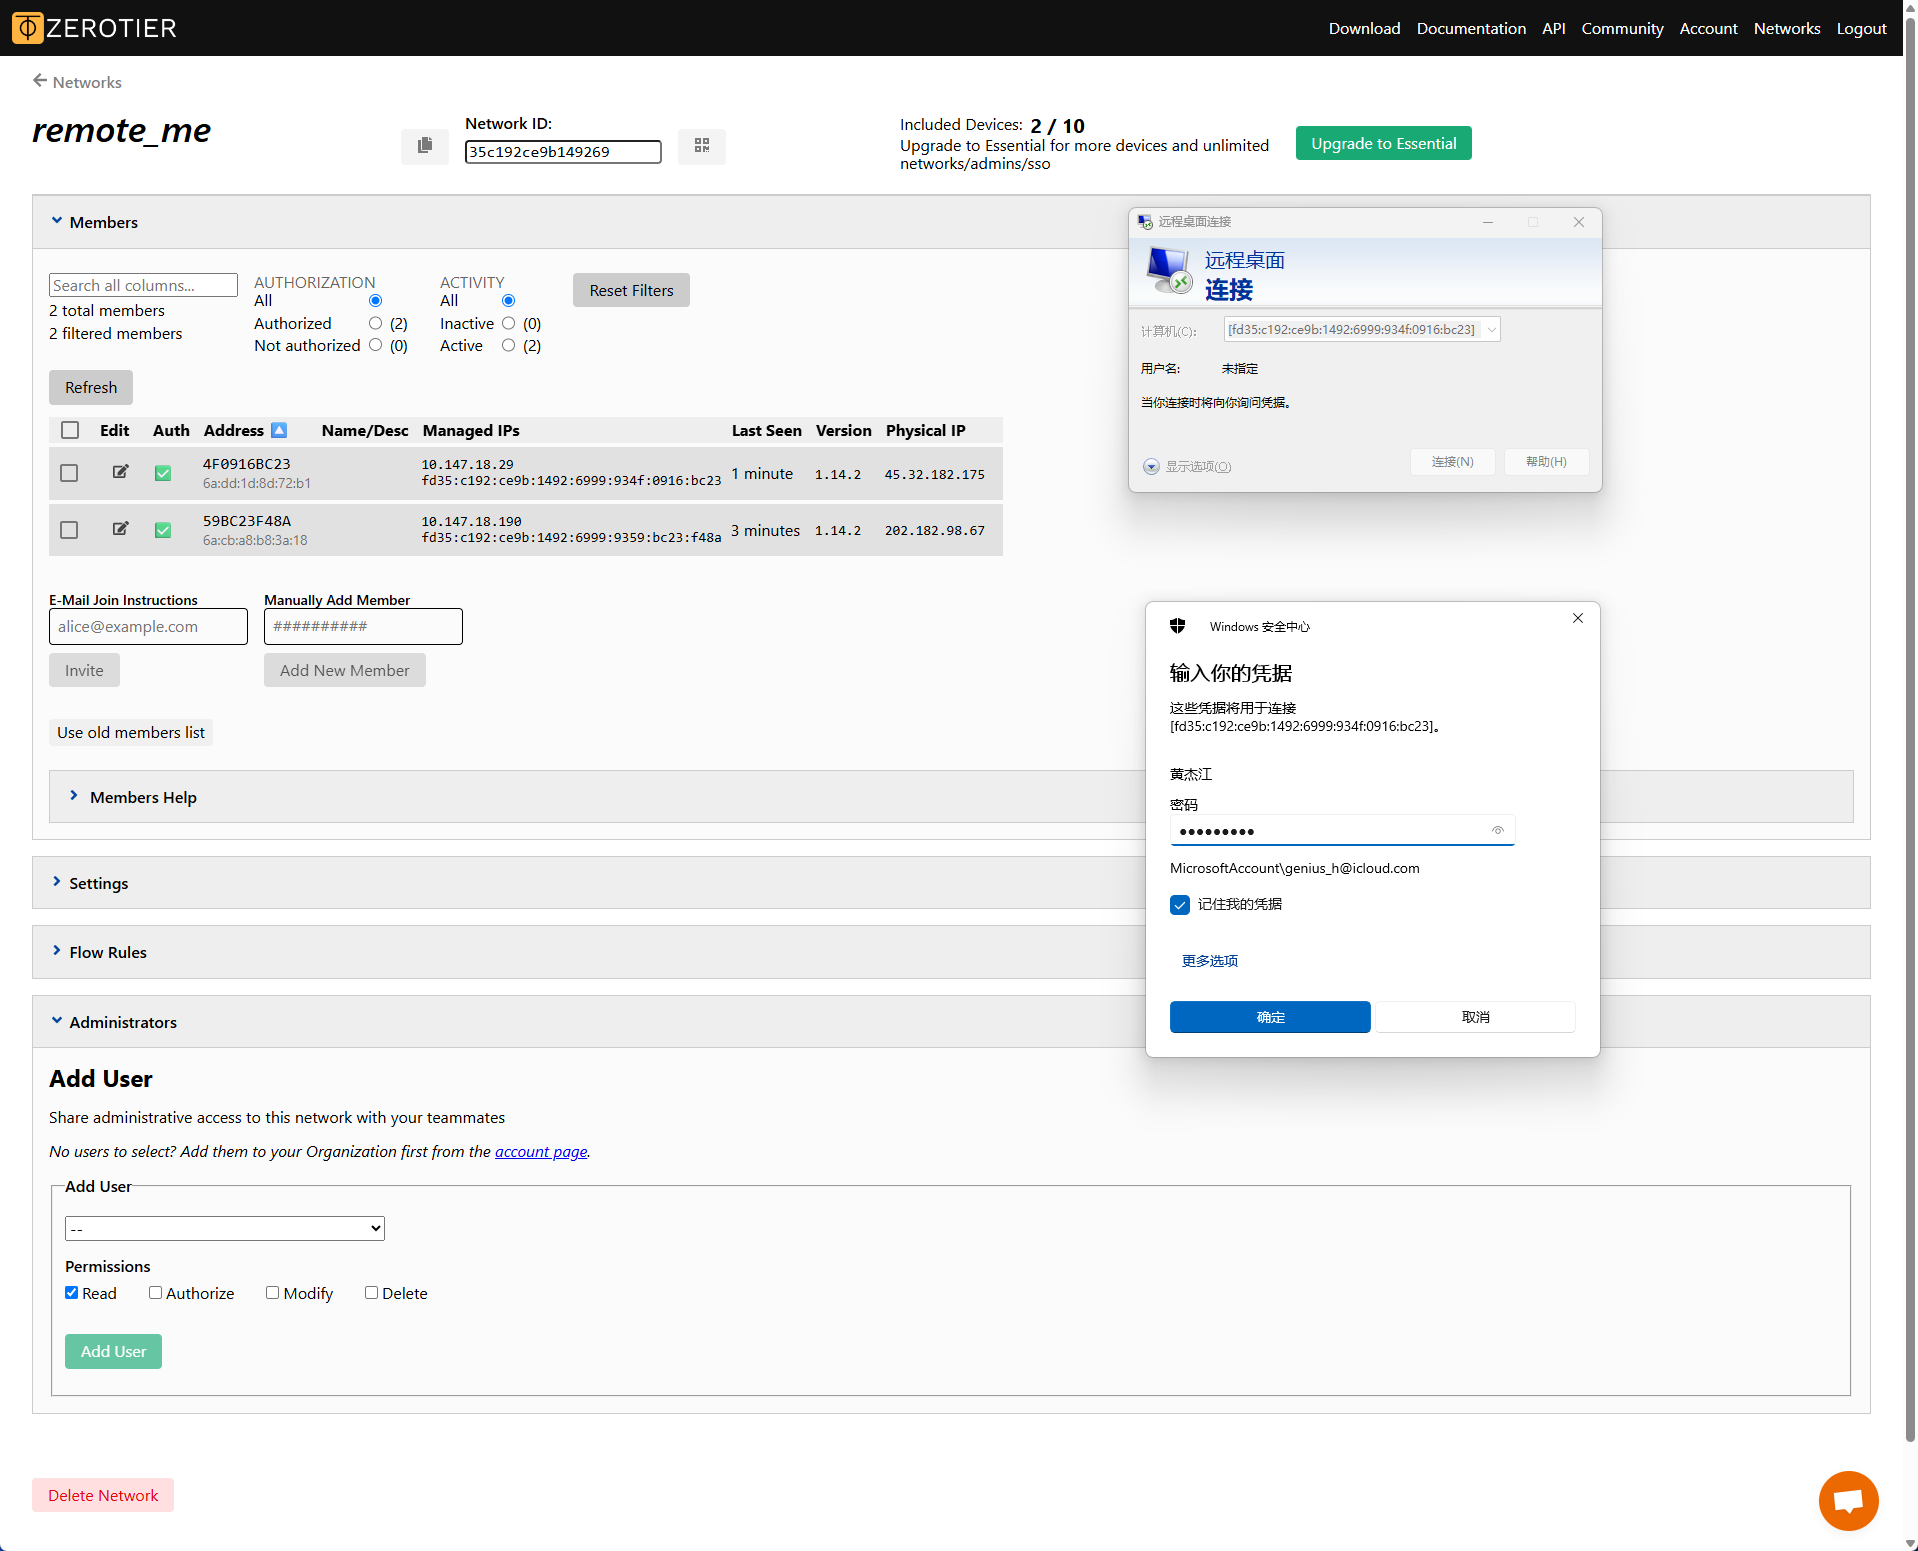 ZEROTIER
Download Documentation API Community Account Networks Logout
Networks
remote_me
Network ID:
35c192ce9b149269
Included Devices: 2 / 10
Upgrade to Essential for more devices and unlimited
networks/admins/sso
Upgrade to Essential
Members
Search all columns...
2 total members
2 filtered members
AUTHORIZATION
All
Authorized (2)
Not authorized (0)
ACTIVITY
All
Inactive (0)
Active (2)
Reset Filters
Refresh
Edit Auth Address Name/Desc Managed IPs Last Seen Version Physical IP
4F0916BC23
6a:dd:1d:8d:72:b1
10.147.18.29
fd35:c192:ce9b:1492:6999:934f:0916:bc23
1 minute 1.14.2 45.32.182.175
59BC23F48A
6a:cb:a8:b8:3a:18
10.147.18.190
fd35:c192:ce9b:1492:6999:9359:bc23:f48a
3 minutes 1.14.2 202.182.98.67
E-Mail Join Instructions
alice@example.com
Invite
Manually Add Member
##########
Add New Member
Use old members list
Members Help
Settings
Flow Rules
Administrators
Add User
Share administrative access to this network with your teammates
No users to select? Add them to your Organization first from the account page.
Add User
--
Permissions
Read Authorize Modify Delete
Add User
Delete Network
远程桌面连接
远程桌面
连接
计算机(C):
[fd35:c192:ce9b:1492:6999:934f:0916:bc23]
用户名: 未指定
当你连接时将向你询问凭据。
显示选项(O)
连接(N)
帮助(H)
Windows 安全中心
输入你的凭据
这些凭据将用于连接
[fd35:c192:ce9b:1492:6999:934f:0916:bc23]。
黄杰江
密码
●●●●●●●●●
MicrosoftAccount\genius_h@icloud.com
记住我的凭据
更多选项
确定
取消